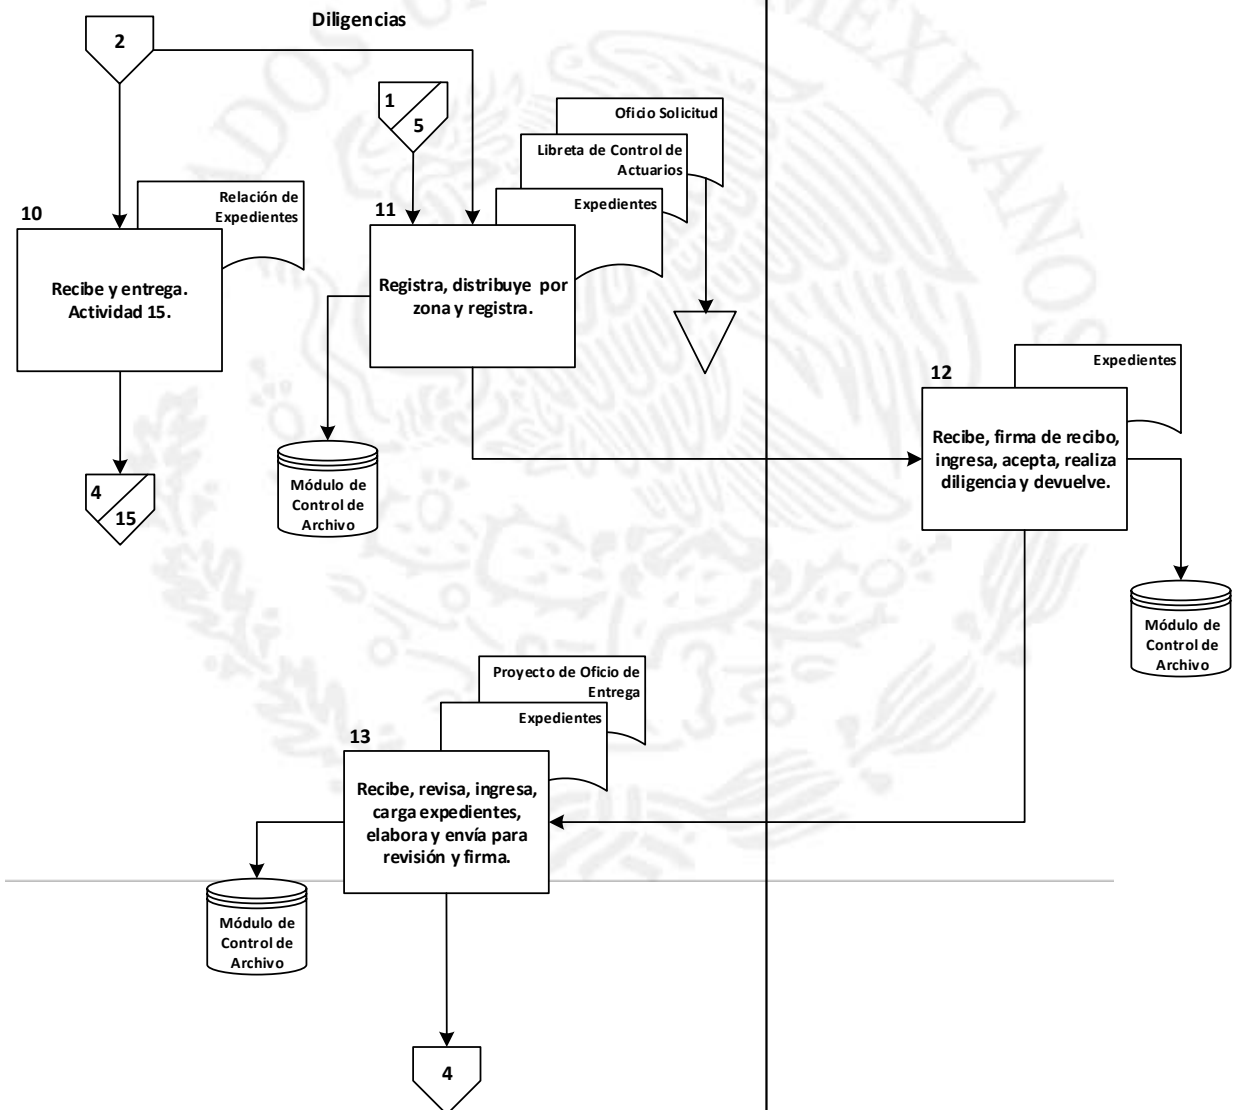 Diligencias
2
1
5
Oficio Solicitud
Libreta de Control de
Actuarios
Expedientes
Relación de
Expedientes
10
Recibe y entrega.
Actividad 15.
11
Registra, distribuye por
zona y registra.
4
15
Módulo de
Control de
Archivo
Expedientes
12
Recibe, firma de recibo,
ingresa, acepta, realiza
diligencia y devuelve.
Módulo de
Control de
Archivo
Proyecto de Oficio de
Entrega
Expedientes
13
Recibe, revisa, ingresa,
carga expedientes,
elabora y envía para
revisión y firma.
Módulo de
Control de
Archivo
4
MEXICANOS